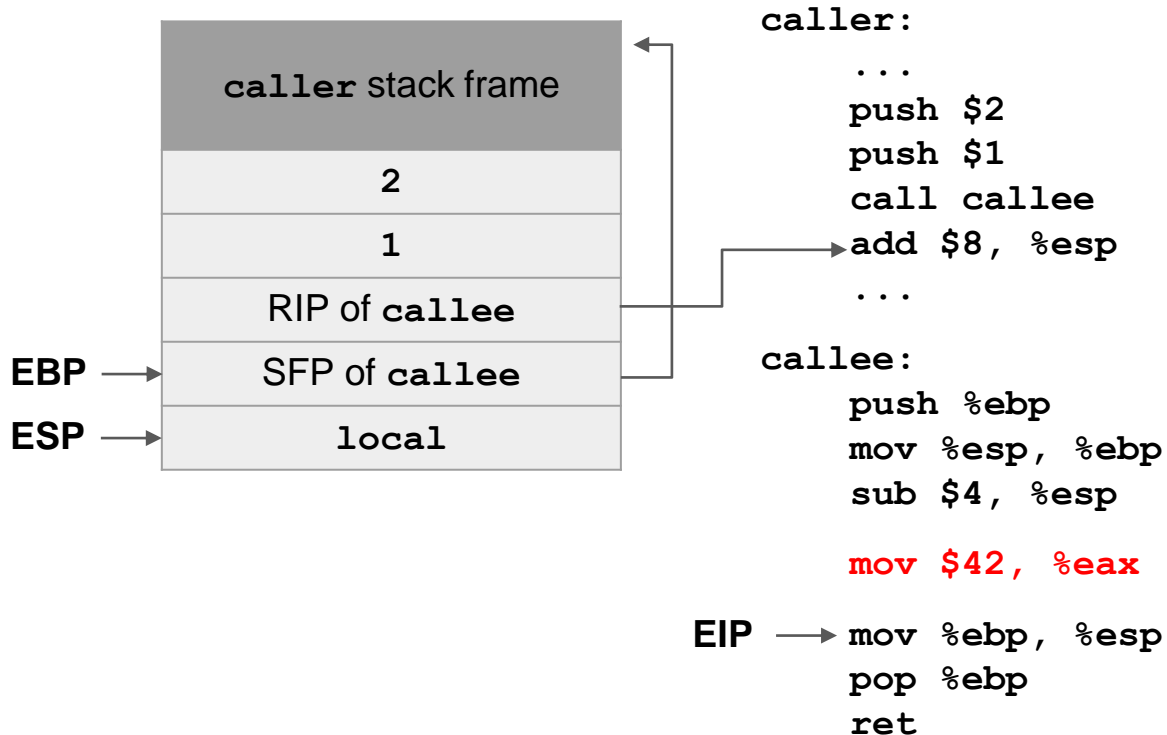 caller stack frame
2
1
RIP of callee
SFP of callee
local
EBP
ESP
caller:
...
push $2
push $1
call callee
add $8, %esp
...
callee:
push %ebp
mov %esp, %ebp
sub $4, %esp
mov $42, %eax
EIP
mov %ebp, %esp
pop %ebp
ret